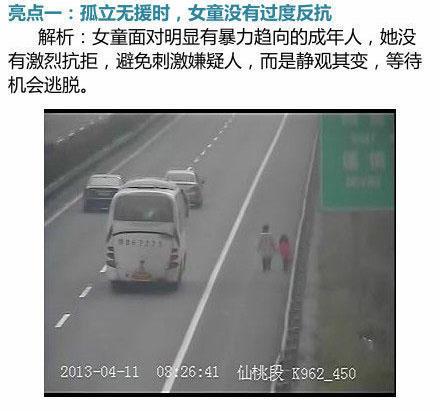 亮点一：孤立无援时，女童没有过度反抗
解析：女童面对明显有暴力趋向的成年人，她没
有激烈抗拒，避免刺激嫌疑人，而是静观其变，等待
机会逃脱。
2013-04-11 08:26:41 仙桃段 K962_450